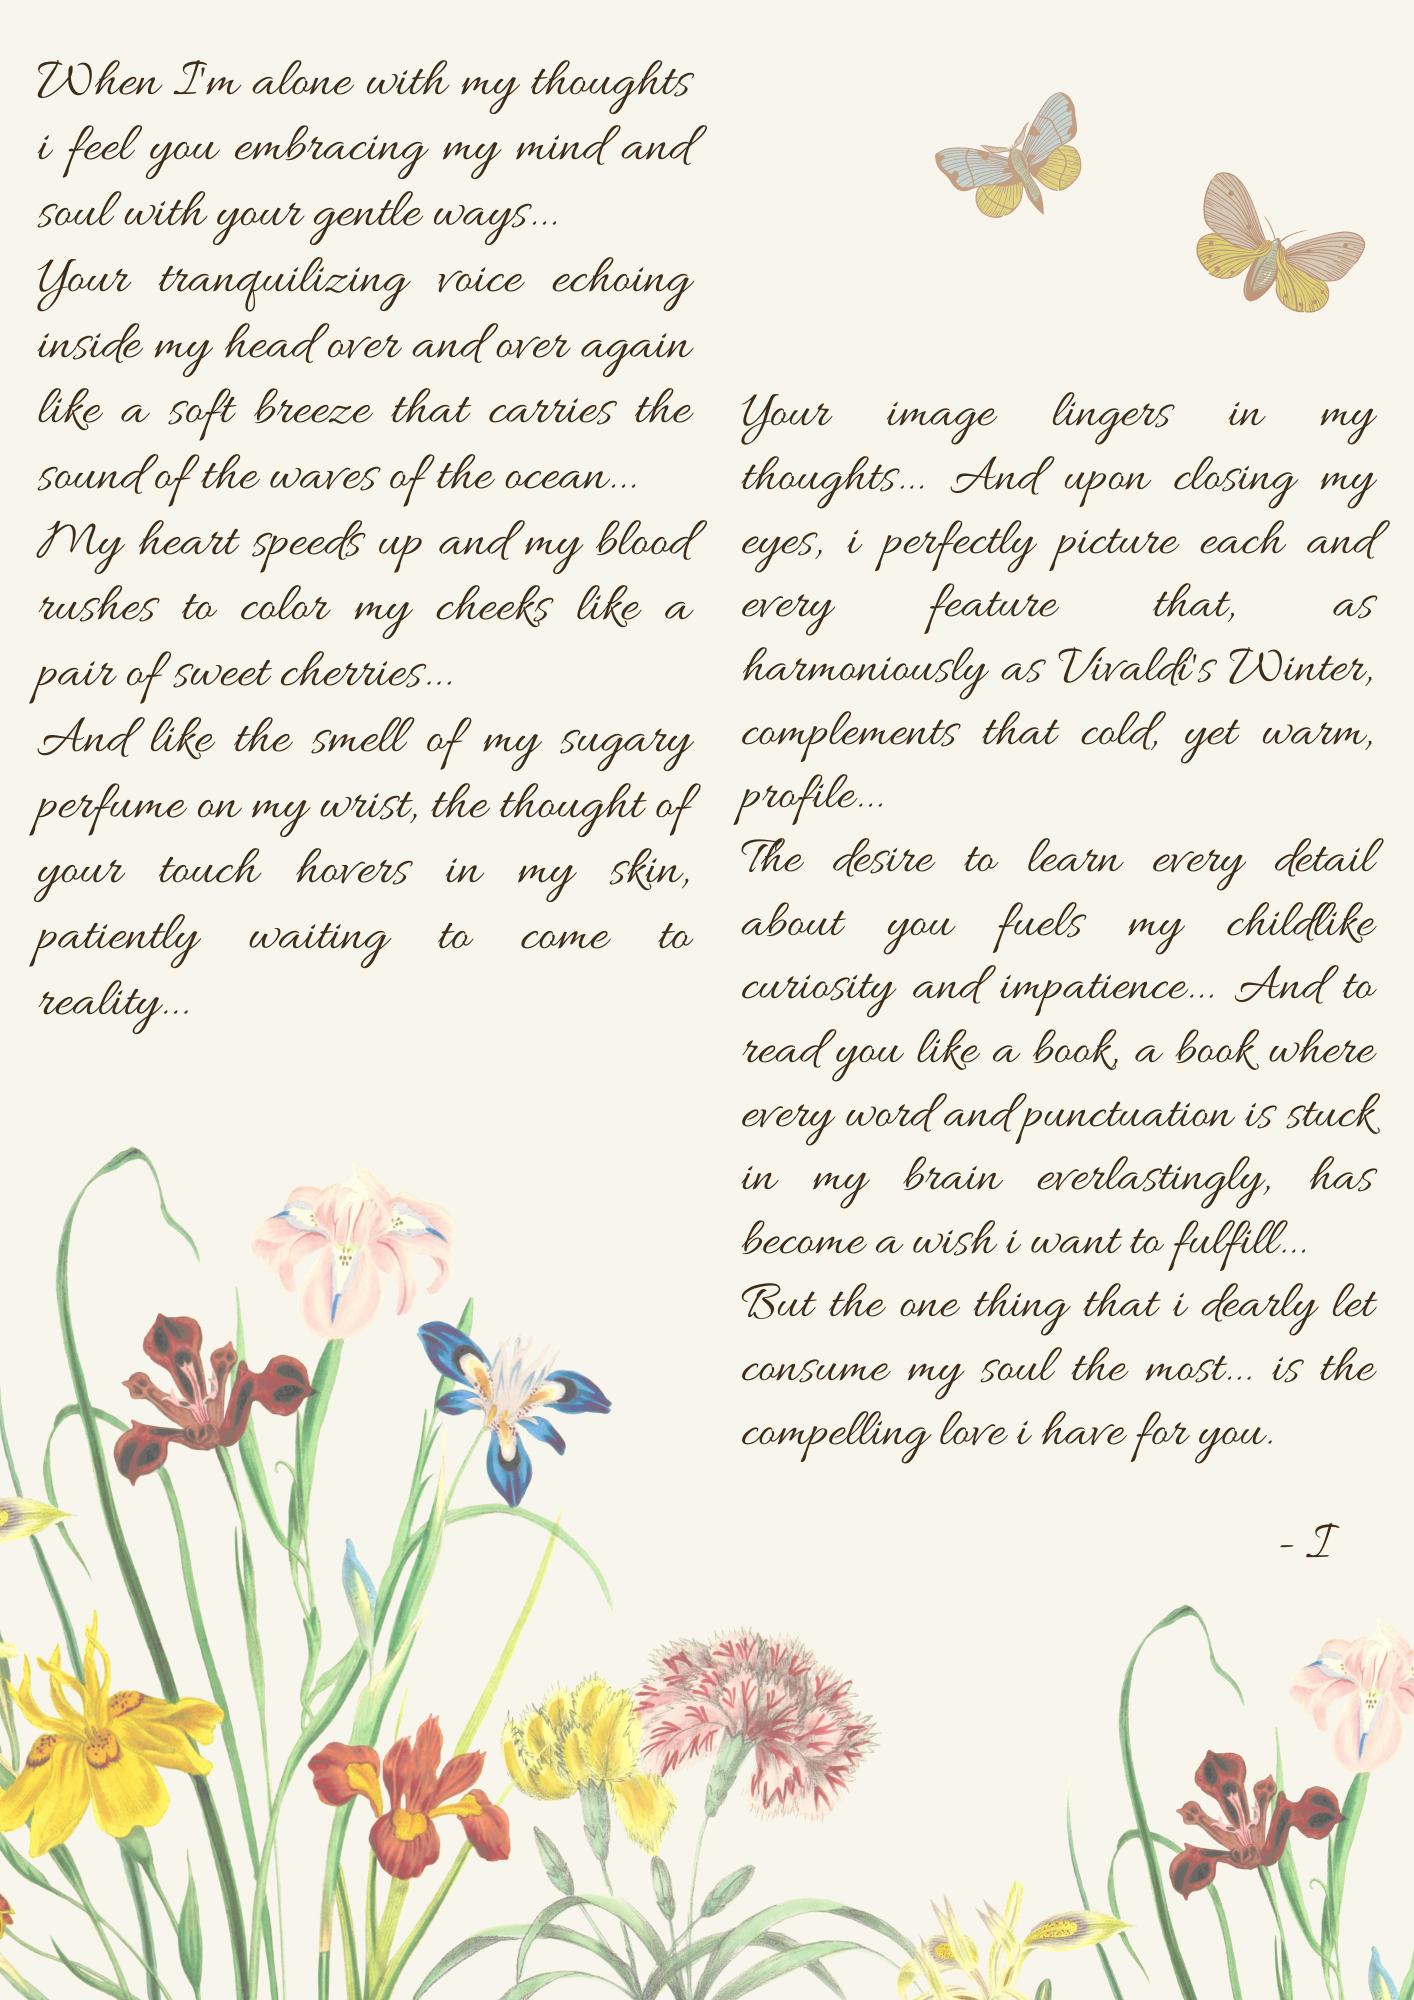 When I'm alone with my thoughts
i feel you embracing my mind and
soul with your gentle ways...
Your tranquilizing voice echoing
inside my head over and over again
like a soft breeze that carries the
sound of the waves of the ocean...
My heart speeds up and my blood
rushes to color my cheeks like a
pair of sweet cherries...
And like the smell of my sugary
perfume on my wrist, the thought of
your touch hovers in my skin,
patiently waiting to come to
reality...
Your image lingers in my
thoughts... And upon closing my
eyes, i perfectly picture each and
every feature that, as
harmoniously as Vivaldi's Winter,
complements that cold, yet warm,
profile...
The desire to learn every detail
about you fuels my childlike
curiosity and impatience... And to
read you like a book, a book where
every word and punctuation is stuck
in my brain everlastingly, has
become a wish i want to fulfill...
But the one thing that i dearly let
consume my soul the most... is the
compelling love i have for you.
- I